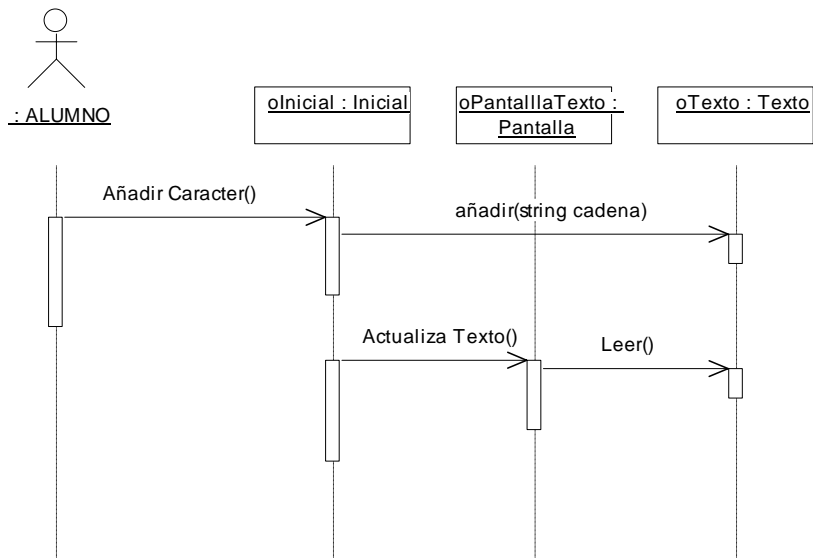 : ALUMNO
oInicial : Inicial
oPantalllaTexto :
Pantalla
oTexto : Texto
Añadir Caracter()
añadir(string cadena)
Actualiza Texto()
Leer()